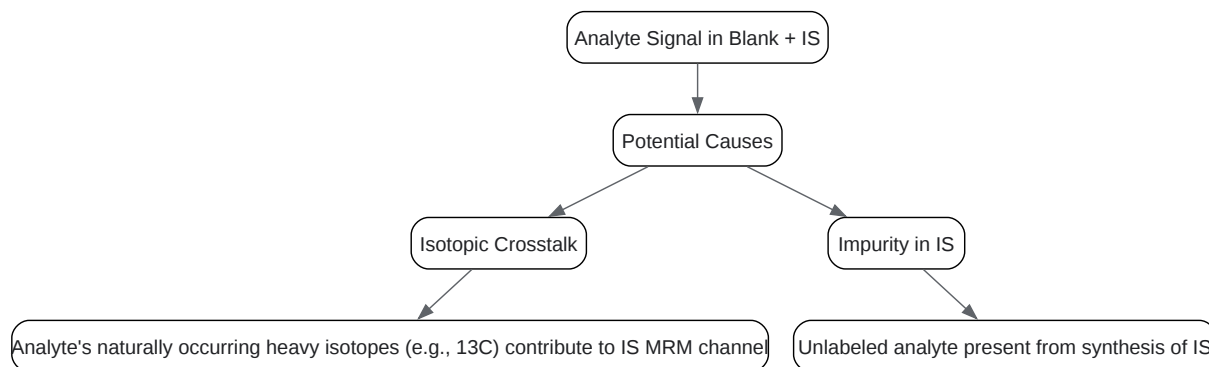 Analyte Signal in Blank + IS
Potential Causes
Isotopic Crosstalk
Impurity in IS
Analyte's naturally occurring heavy isotopes (e.g., 13C) contribute to IS MRM channel
Unlabeled analyte present from synthesis of IS